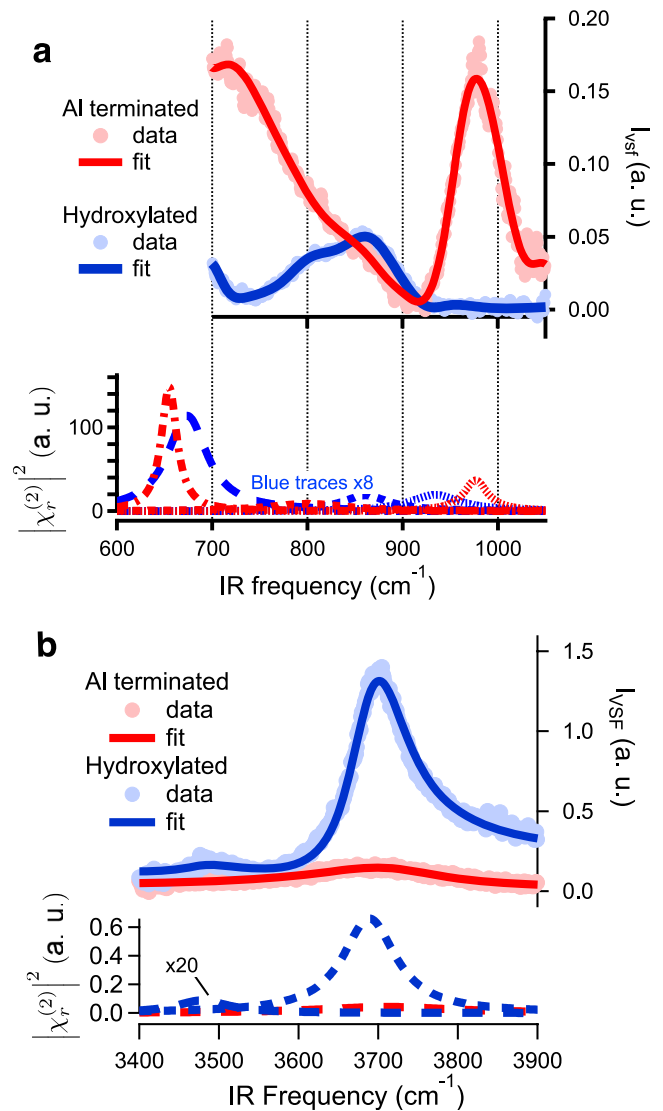 a
Al terminated
data
fit
Hydroxylated
data
fit
0.20
0.15
0.10
0.05
0.00
I_vsf (a. u.)
100
0
|χ_r^(2)|^2 (a. u.)
Blue traces x8
600 700 800 900 1000
IR frequency (cm^-1)
b
Al terminated
data
fit
Hydroxylated
data
fit
1.5
1.0
0.5
0.0
I_VSF (a. u.)
0.6
0.4
0.2
0.0
|χ_r^(2)|^2 (a. u.)
x20
3400 3500 3600 3700 3800 3900
IR Frequency (cm^-1)